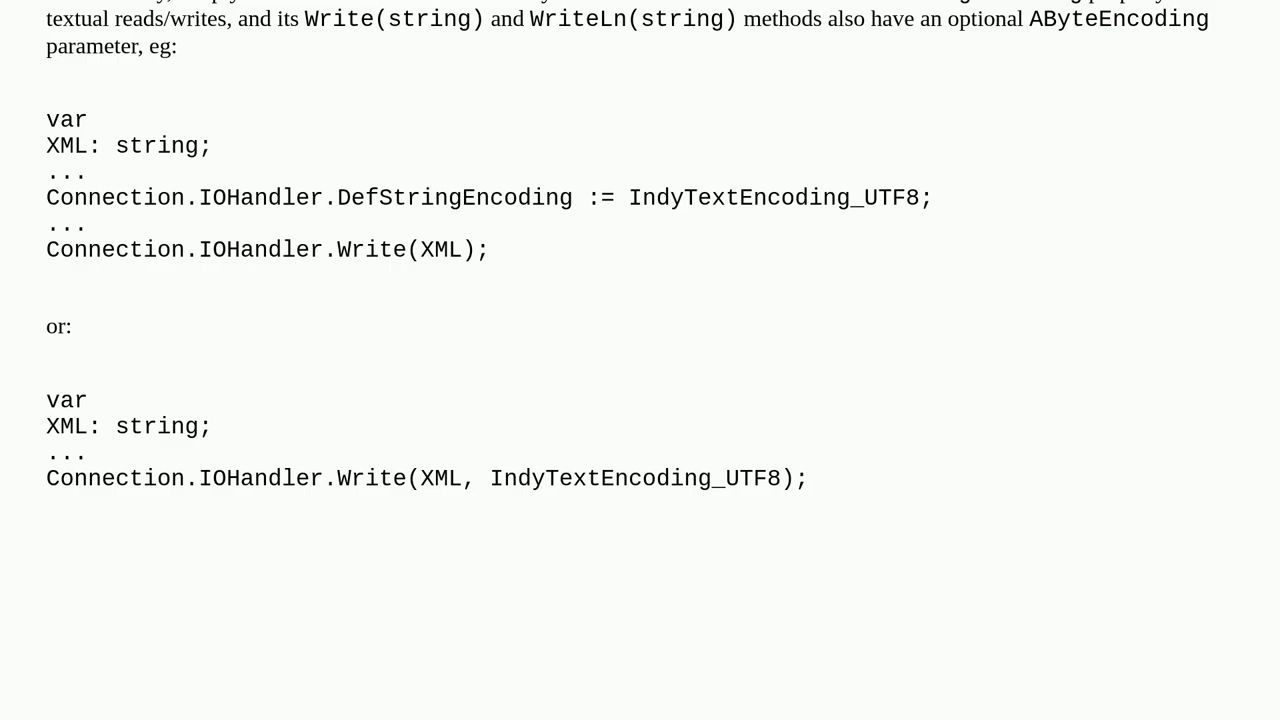 textual reads/writes, and its Write(string) and WriteLn(string) methods also have an optional AByteEncoding
parameter, eg:
var
XML: string;
...
Connection.IOHandler.DefStringEncoding := IndyTextEncoding_UTF8;
...
Connection.IOHandler.Write(XML);
or:
var
XML: string;
...
Connection.IOHandler.Write(XML, IndyTextEncoding_UTF8);